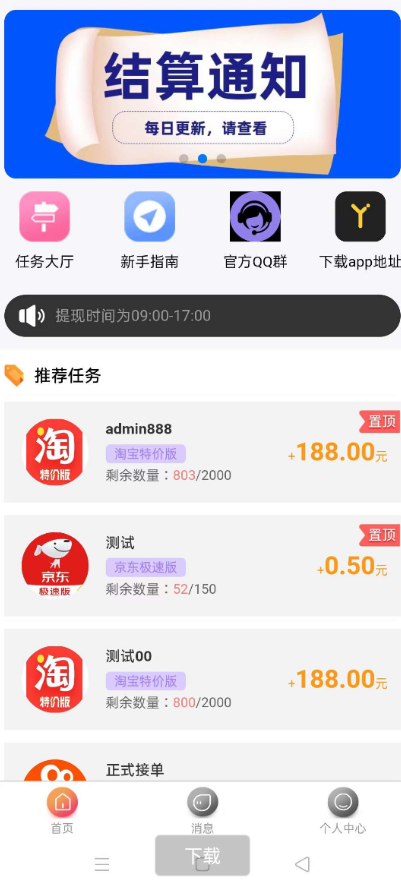 结算通知
每日更新，请查看
任务大厅
新手指南
官方QQ群
下载app地址
提现时间为09:00-17:00
推荐任务
置顶
admin888
淘
特价版
淘宝特价版
+188.00元
剩余数量：803/2000
置顶
测试
京东
极速版
京东极速版
+0.50元
剩余数量：52/150
测试00
淘
特价版
淘宝特价版
+188.00元
剩余数量：800/2000
正式接单
首页
消息
个人中心
下载